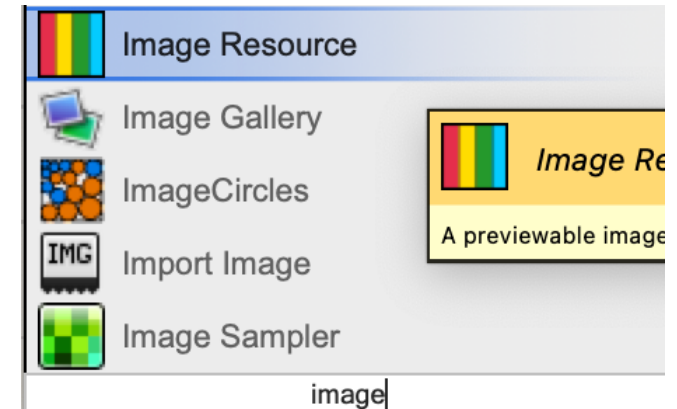 Image Resource
Image Gallery
Image Re
ImageCircles
A previewable image
IMG
Import Image
Image Sampler
image